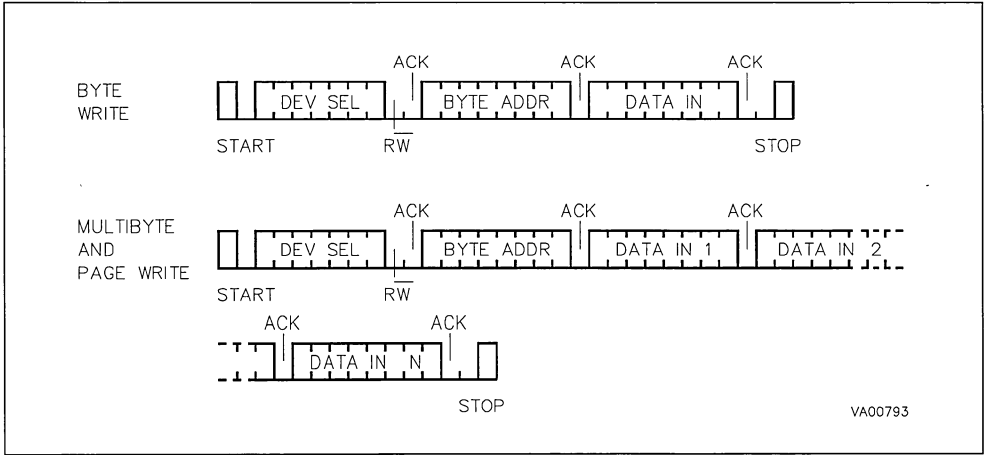 ACK ACK ACK
BYTE
WRITE
DEV SEL BYTE ADDR DATA IN
START RW STOP
ACK ACK ACK
MULTIBYTE
AND
PAGE WRITE
DEV SEL BYTE ADDR DATA IN 1 DATA IN 2
START RW
ACK ACK
DATA IN N
STOP
VA00793